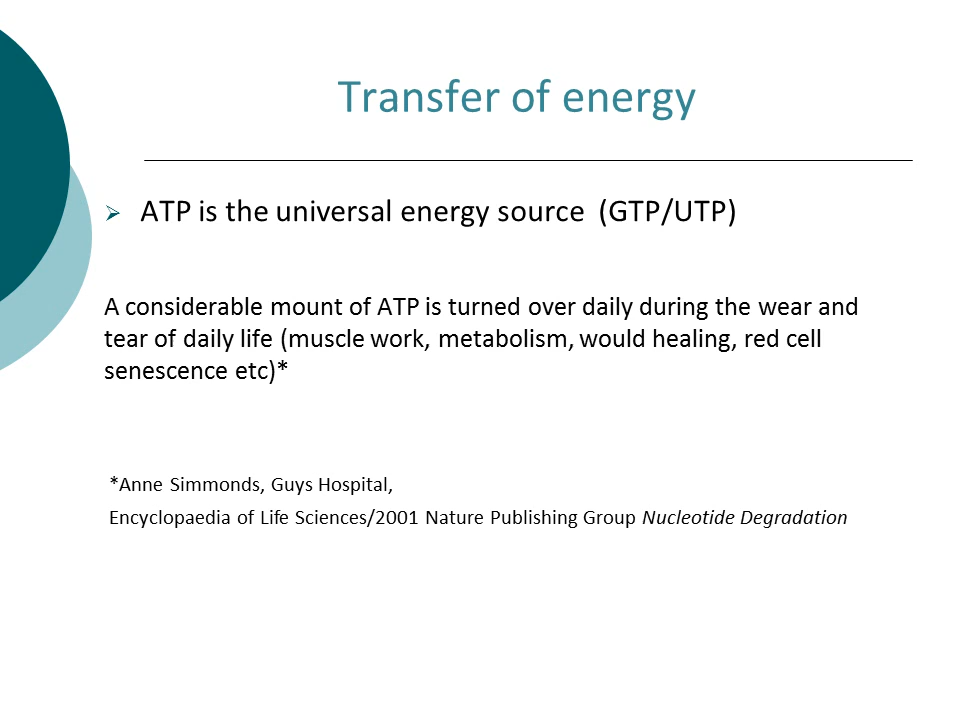 Transfer of energy
ATP is the universal energy source (GTP/UTP)
A considerable mount of ATP is turned over daily during the wear and
tear of daily life (muscle work, metabolism, would healing, red cell
senescence etc)*
*Anne Simmonds, Guys Hospital,
Encyclopaedia of Life Sciences/2001 Nature Publishing Group Nucleotide Degradation